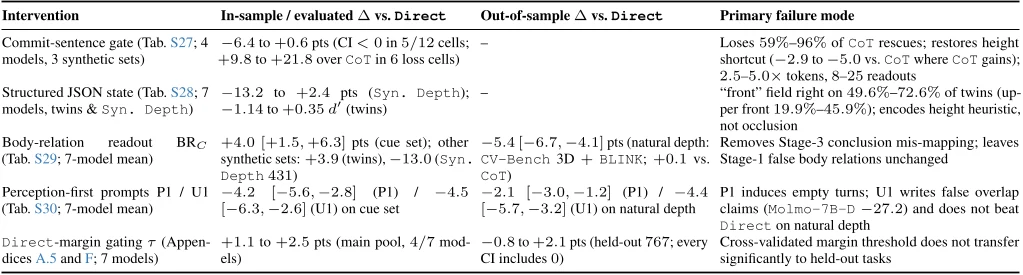 Intervention In-sample / evaluated Δ vs. Direct Out-of-sample Δ vs. Direct Primary failure mode
Commit-sentence gate (Tab. S27; 4 models, 3 synthetic sets)
−6.4 to +0.6 pts (CI < 0 in 5/12 cells; +9.8 to +21.8 over CoT in 6 loss cells)
–
Loses 59%–96% of CoT rescues; restores height shortcut (−2.9 to −5.0 vs. CoT where CoT gains); 2.5–5.0× tokens, 8–25 readouts
Structured JSON state (Tab. S28; 7 models, twins & Syn. Depth)
−13.2 to +2.4 pts (Syn. Depth); −1.14 to +0.35 d′ (twins)
–
“front” field right on 49.6%–72.6% of twins (upper front 19.9%–45.9%); encodes height heuristic, not occlusion
Body-relation readout BR_C (Tab. S29; 7-model mean)
+4.0 [+1.5, +6.3] pts (cue set); other synthetic sets: +3.9 (twins), −13.0 (Syn. Depth 431)
−5.4 [−6.7, −4.1] pts (natural depth: CV-Bench 3D + BLINK; +0.1 vs. CoT)
Removes Stage-3 conclusion mis-mapping; leaves Stage-1 false body relations unchanged
Perception-first prompts P1 / U1 (Tab. S30; 7-model mean)
−4.2 [−5.6, −2.8] (P1) / −4.5 [−6.3, −2.6] (U1) on cue set
−2.1 [−3.0, −1.2] (P1) / −4.4 [−5.7, −3.2] (U1) on natural depth
P1 induces empty turns; U1 writes false overlap claims (Molmo-7B-D −27.2) and does not beat Direct on natural depth
Direct-margin gating τ (Appendices A.5 and F; 7 models)
+1.1 to +2.5 pts (main pool, 4/7 models)
−0.8 to +2.1 pts (held-out 767; every CI includes 0)
Cross-validated margin threshold does not transfer significantly to held-out tasks